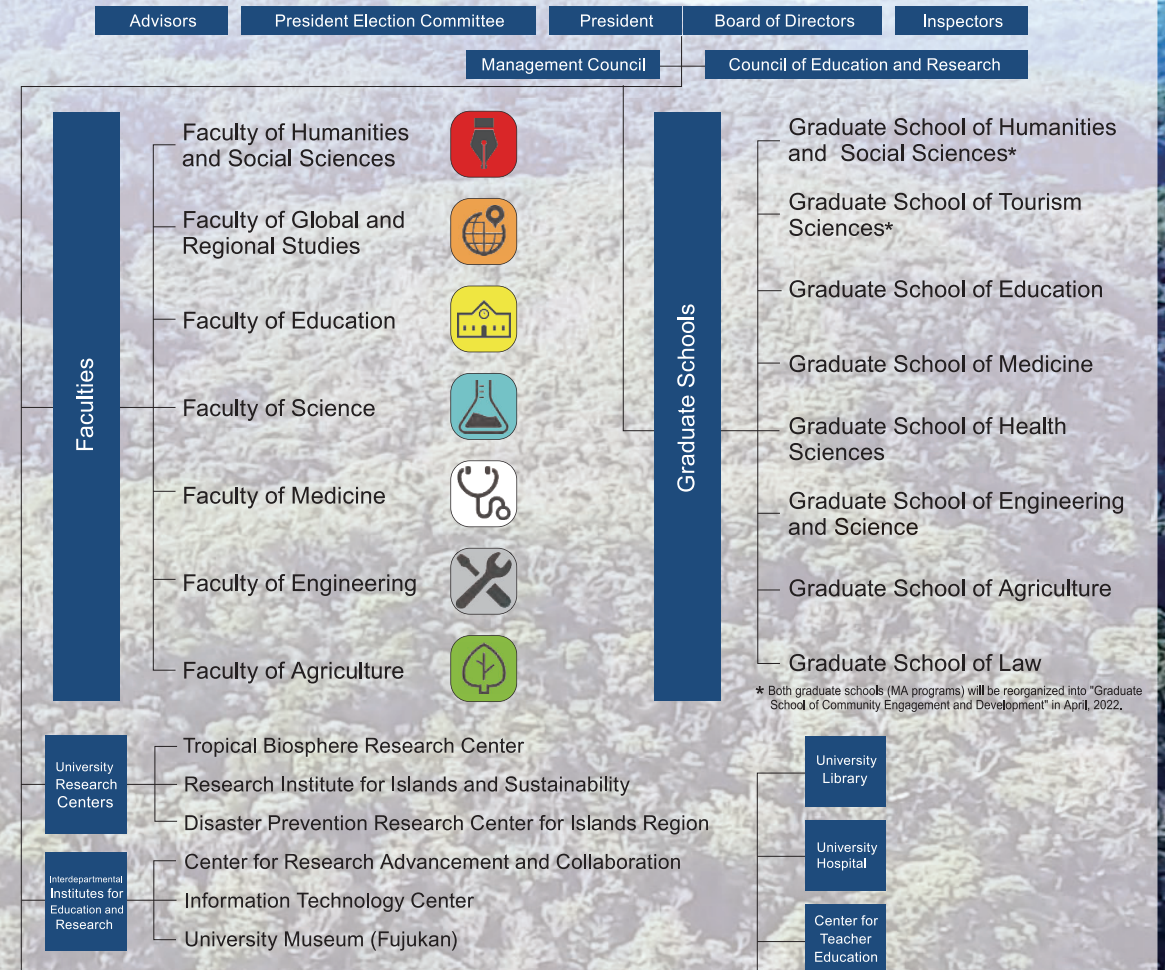 Advisors
President Election Committee
President
Board of Directors
Inspectors
Management Council
Council of Education and Research
Faculties
Faculty of Humanities
and Social Sciences
Faculty of Global and
Regional Studies
Faculty of Education
Faculty of Science
Faculty of Medicine
Faculty of Engineering
Faculty of Agriculture
Graduate Schools
Graduate School of Humanities
and Social Sciences*
Graduate School of Tourism
Sciences*
Graduate School of Education
Graduate School of Medicine
Graduate School of Health
Sciences
Graduate School of Engineering
and Science
Graduate School of Agriculture
Graduate School of Law
* Both graduate schools (MA programs) will be reorganized into "Graduate
School of Community Engagement and Development" in April, 2022.
University
Research
Centers
Tropical Biosphere Research Center
Research Institute for Islands and Sustainability
Disaster Prevention Research Center for Islands Region
Interdepartmental
Institutes for
Education and
Research
Center for Research Advancement and Collaboration
Information Technology Center
University Museum (Fujukan)
University
Library
University
Hospital
Center for
Teacher
Education